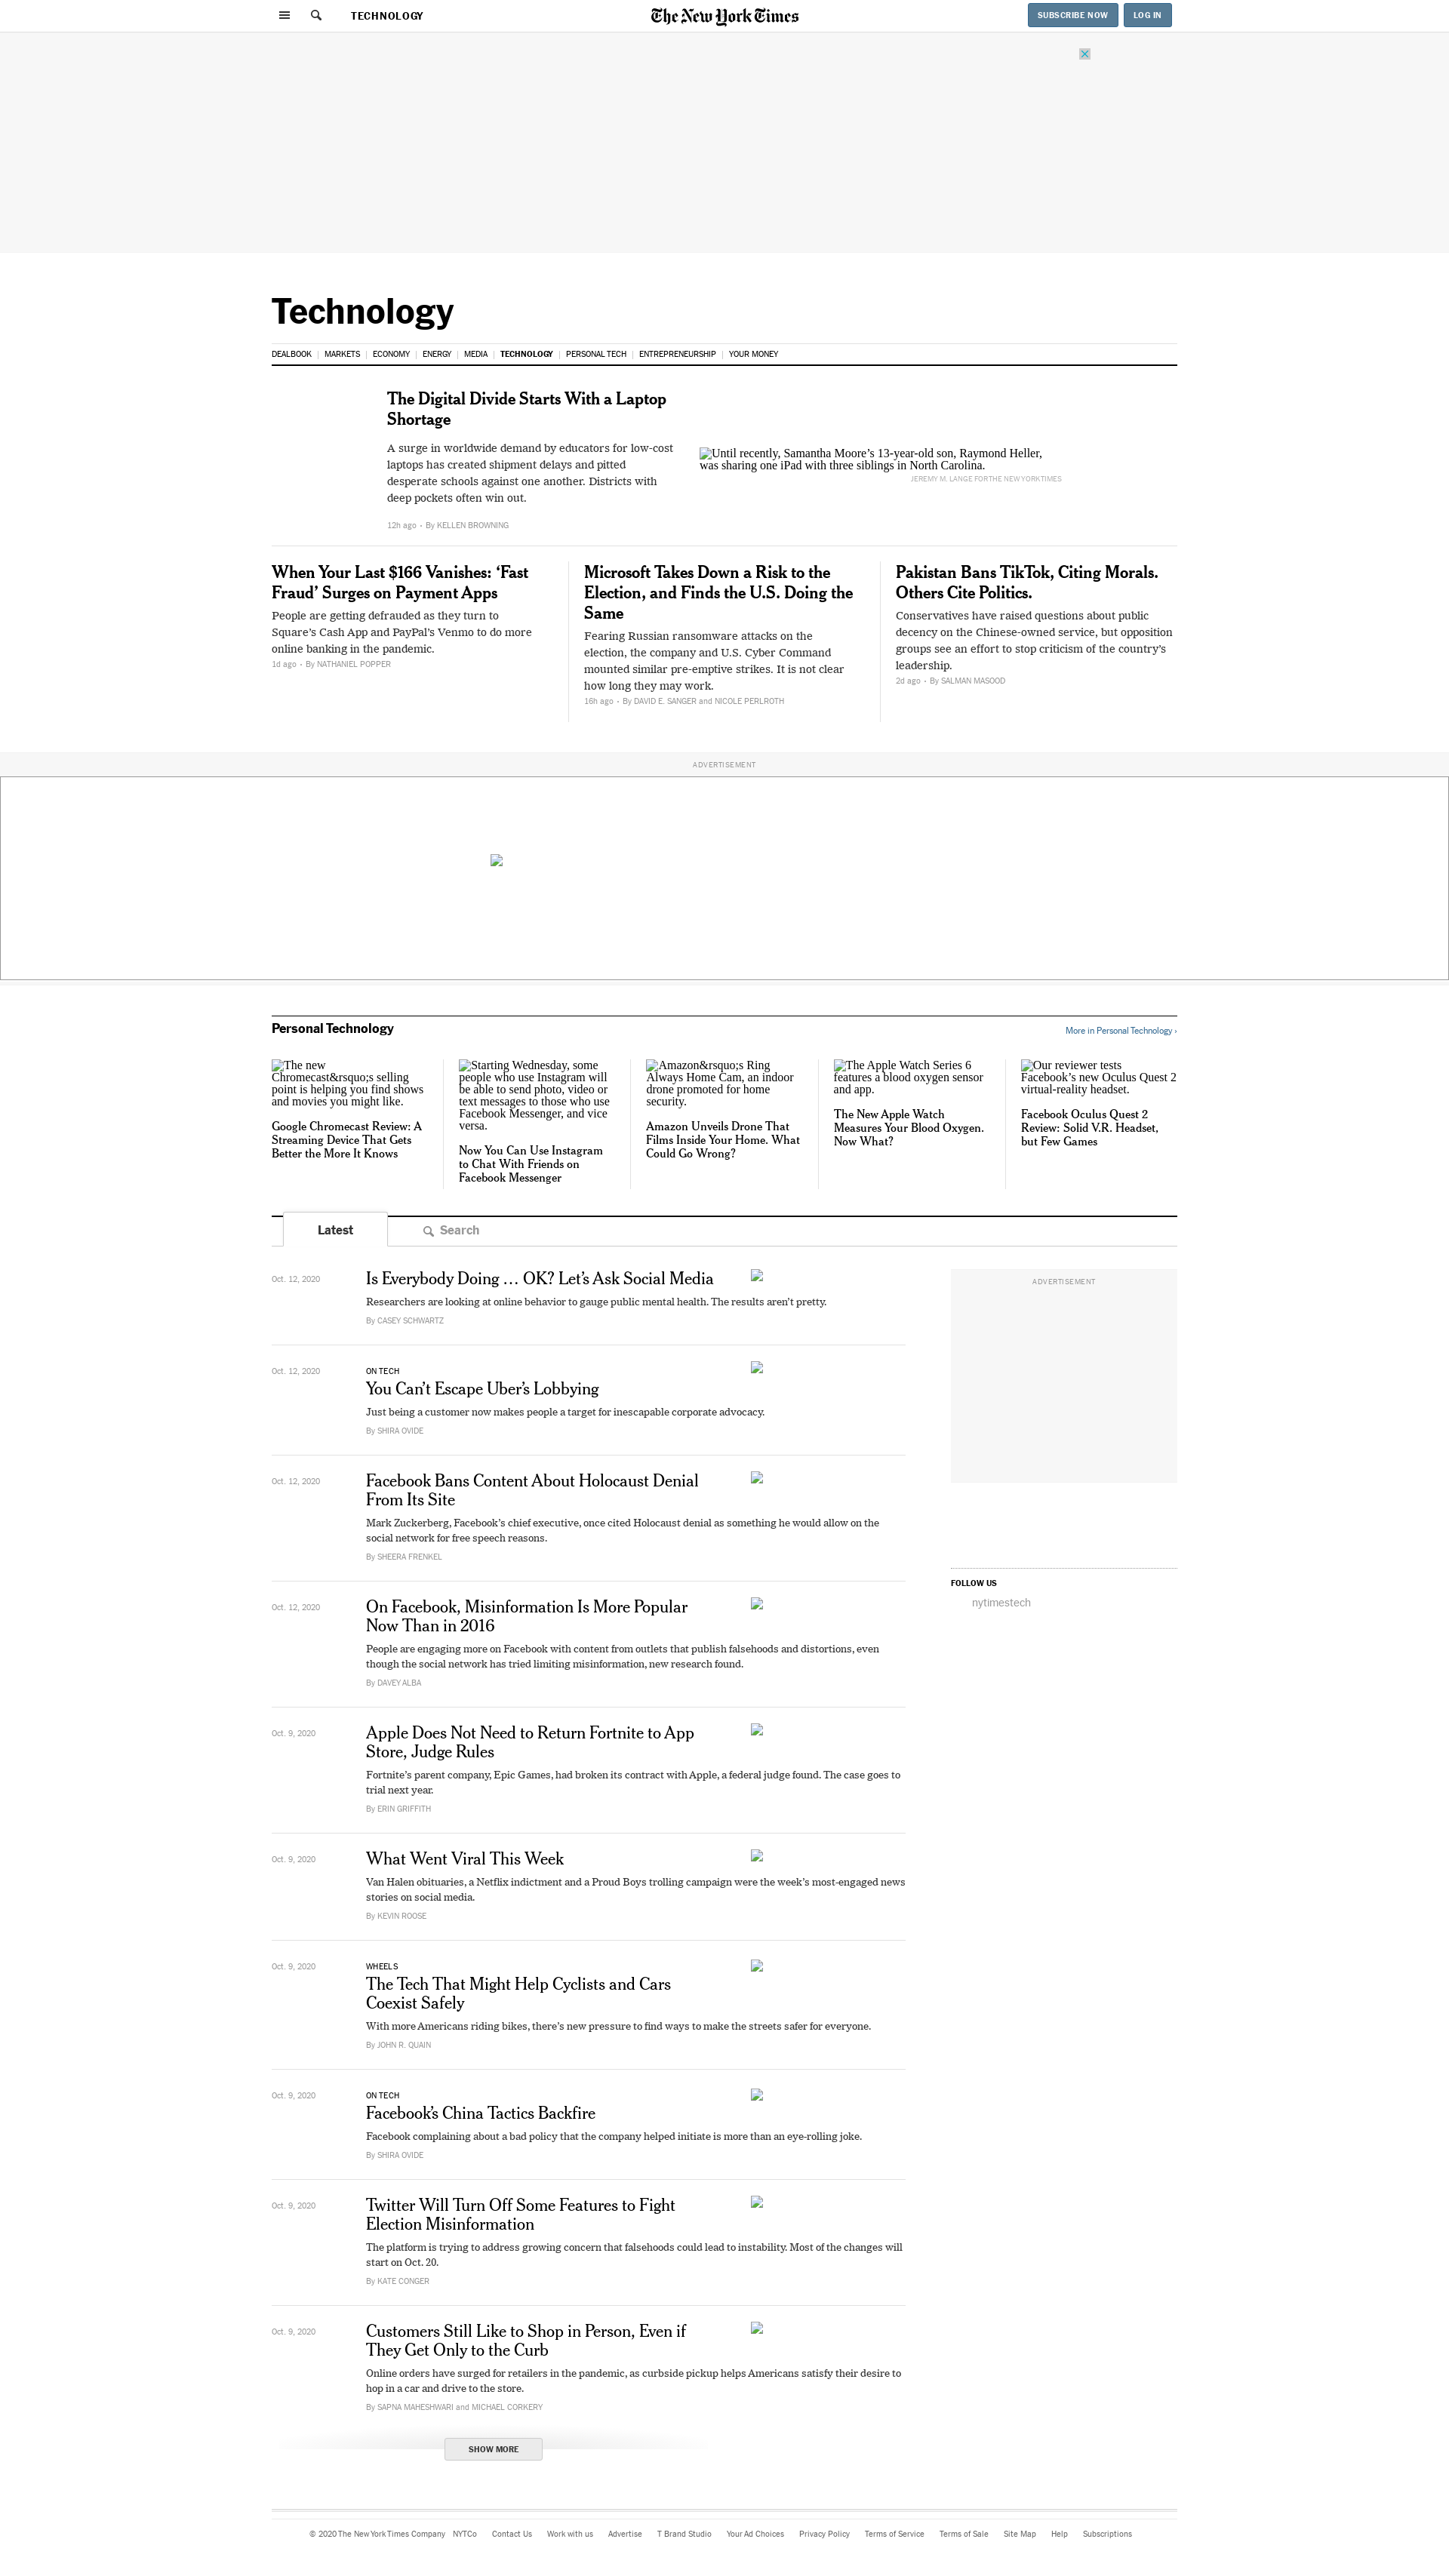 TECHNOLOGY
The New York Times
SUBSCRIBE NOW
LOG IN
Technology
DEALBOOK
MARKETS
ECONOMY
ENERGY
MEDIA
TECHNOLOGY
PERSONAL TECH
ENTREPRENEURSHIP
YOUR MONEY
The Digital Divide Starts With a Laptop
Shortage
A surge in worldwide demand by educators for low-cost
laptops has created shipment delays and pitted
desperate schools against one another. Districts with
deep pockets often win out.
12h ago • By KELLEN BROWNING
Until recently, Samantha Moore’s 13-year-old son, Raymond Heller,
was sharing one iPad with three siblings in North Carolina.
JEREMY M. LANGE FOR THE NEW YORK TIMES
When Your Last $166 Vanishes: ‘Fast
Fraud’ Surges on Payment Apps
People are getting defrauded as they turn to
Square’s Cash App and PayPal’s Venmo to do more
online banking in the pandemic.
1d ago • By NATHANIEL POPPER
Microsoft Takes Down a Risk to the
Election, and Finds the U.S. Doing the
Same
Fearing Russian ransomware attacks on the
election, the company and U.S. Cyber Command
mounted similar pre-emptive strikes. It is not clear
how long they may work.
16h ago • By DAVID E. SANGER and NICOLE PERLROTH
Pakistan Bans TikTok, Citing Morals.
Others Cite Politics.
Conservatives have raised questions about public
decency on the Chinese-owned service, but opposition
groups see an effort to stop criticism of the country’s
leadership.
2d ago • By SALMAN MASOOD
ADVERTISEMENT
Personal Technology
More in Personal Technology ›
The new
Chromecast&rsquo;s selling
point is helping you find shows
and movies you might like.
Google Chromecast Review: A
Streaming Device That Gets
Better the More It Knows
Starting Wednesday, some
people who use Instagram will
be able to send photo, video or
text messages to those who use
Facebook Messenger, and vice
versa.
Now You Can Use Instagram
to Chat With Friends on
Facebook Messenger
Amazon&rsquo;s Ring
Always Home Cam, an indoor
drone promoted for home
security.
Amazon Unveils Drone That
Films Inside Your Home. What
Could Go Wrong?
The Apple Watch Series 6
features a blood oxygen sensor
and app.
The New Apple Watch
Measures Your Blood Oxygen.
Now What?
Our reviewer tests
Facebook’s new Oculus Quest 2
virtual-reality headset.
Facebook Oculus Quest 2
Review: Solid V.R. Headset,
but Few Games
Latest
Search
Oct. 12, 2020
Is Everybody Doing … OK? Let’s Ask Social Media
Researchers are looking at online behavior to gauge public mental health. The results aren’t pretty.
By CASEY SCHWARTZ
Oct. 12, 2020
ON TECH
You Can’t Escape Uber’s Lobbying
Just being a customer now makes people a target for inescapable corporate advocacy.
By SHIRA OVIDE
Oct. 12, 2020
Facebook Bans Content About Holocaust Denial
From Its Site
Mark Zuckerberg, Facebook’s chief executive, once cited Holocaust denial as something he would allow on the
social network for free speech reasons.
By SHEERA FRENKEL
Oct. 12, 2020
On Facebook, Misinformation Is More Popular
Now Than in 2016
People are engaging more on Facebook with content from outlets that publish falsehoods and distortions, even
though the social network has tried limiting misinformation, new research found.
By DAVEY ALBA
Oct. 9, 2020
Apple Does Not Need to Return Fortnite to App
Store, Judge Rules
Fortnite’s parent company, Epic Games, had broken its contract with Apple, a federal judge found. The case goes to
trial next year.
By ERIN GRIFFITH
Oct. 9, 2020
What Went Viral This Week
Van Halen obituaries, a Netflix indictment and a Proud Boys trolling campaign were the week’s most-engaged news
stories on social media.
By KEVIN ROOSE
Oct. 9, 2020
WHEELS
The Tech That Might Help Cyclists and Cars
Coexist Safely
With more Americans riding bikes, there’s new pressure to find ways to make the streets safer for everyone.
By JOHN R. QUAIN
Oct. 9, 2020
ON TECH
Facebook’s China Tactics Backfire
Facebook complaining about a bad policy that the company helped initiate is more than an eye-rolling joke.
By SHIRA OVIDE
Oct. 9, 2020
Twitter Will Turn Off Some Features to Fight
Election Misinformation
The platform is trying to address growing concern that falsehoods could lead to instability. Most of the changes will
start on Oct. 20.
By KATE CONGER
Oct. 9, 2020
Customers Still Like to Shop in Person, Even if
They Get Only to the Curb
Online orders have surged for retailers in the pandemic, as curbside pickup helps Americans satisfy their desire to
hop in a car and drive to the store.
By SAPNA MAHESHWARI and MICHAEL CORKERY
SHOW MORE
ADVERTISEMENT
FOLLOW US
nytimestech
© 2020 The New York Times Company
NYTCo
Contact Us
Work with us
Advertise
T Brand Studio
Your Ad Choices
Privacy Policy
Terms of Service
Terms of Sale
Site Map
Help
Subscriptions